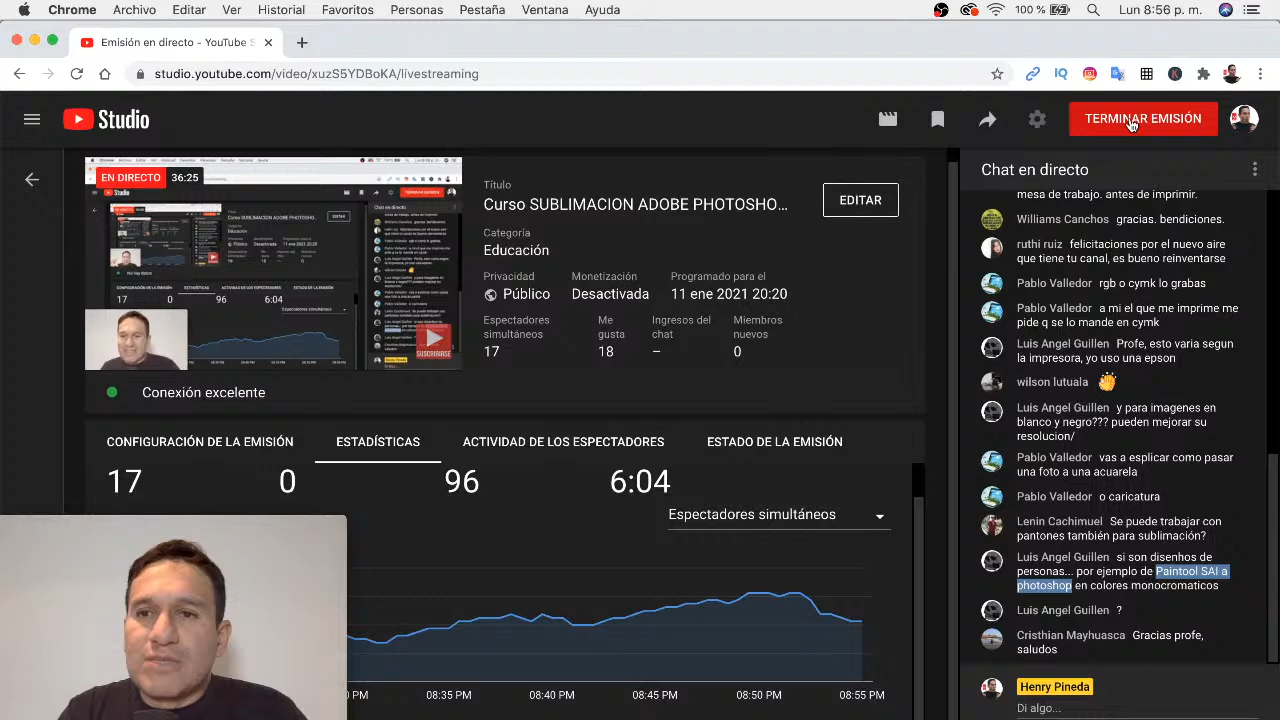 Chrome Archivo Editar Ver Historial Favoritos Personas Pestaña Ventana Ayuda 100 % Lun 8:56 p. m.
Emisión en directo - YouTube S
studio.youtube.com/video/xuzS5YDBoKA/livestreaming
Studio
TERMINAR EMISIÓN
EN DIRECTO 36:25
Título
Curso SUBLIMACION ADOBE PHOTOSHO...
EDITAR
Categoría
Educación
Privacidad Monetización Programado para el
Público Desactivada 11 ene 2021 20:20
Espectadores simultáneos Me gusta Ingresos del chat Miembros nuevos
17 18 — 0
SUSCRIBIRSE
Conexión excelente
CONFIGURACIÓN DE LA EMISIÓN ESTADÍSTICAS ACTIVIDAD DE LOS ESPECTADORES ESTADO DE LA EMISIÓN
17 0 96 6:04
Espectadores simultáneos
08:35 PM 08:40 PM 08:45 PM 08:50 PM 08:55 PM
Chat en directo
mesa de trabajo antes de imprimir.
Williams Canovas gracias. bendiciones.
ruthi ruiz felicitaciones por el nuevo aire
que tiene tu canal, es bueno reinventarse
Pablo Valledor rgb o cymk le grabas
Pablo Valledor xq el que me imprime me
pide q se lo mande en cymk
Luis Angel Guillen Profe, esto varia segun
la impresora, yo uso una epson
wilson lutuala
Luis Angel Guillen y para imagenes en
blanco y negro??? pueden mejorar su
resolucion/
Pablo Valledor vas a esplicar como pasar
una foto a una acuarela
Pablo Valledor o caricatura
Lenin Cachimuel Se puede trabajar con
pantones también para sublimación?
Luis Angel Guillen si son disenhos de
personas... por ejemplo de Paintool SAI a
photoshop en colores monocromaticos
Luis Angel Guillen ?
Cristhian Mayhuasca Gracias profe,
saludos
Henry Pineda
Di algo...